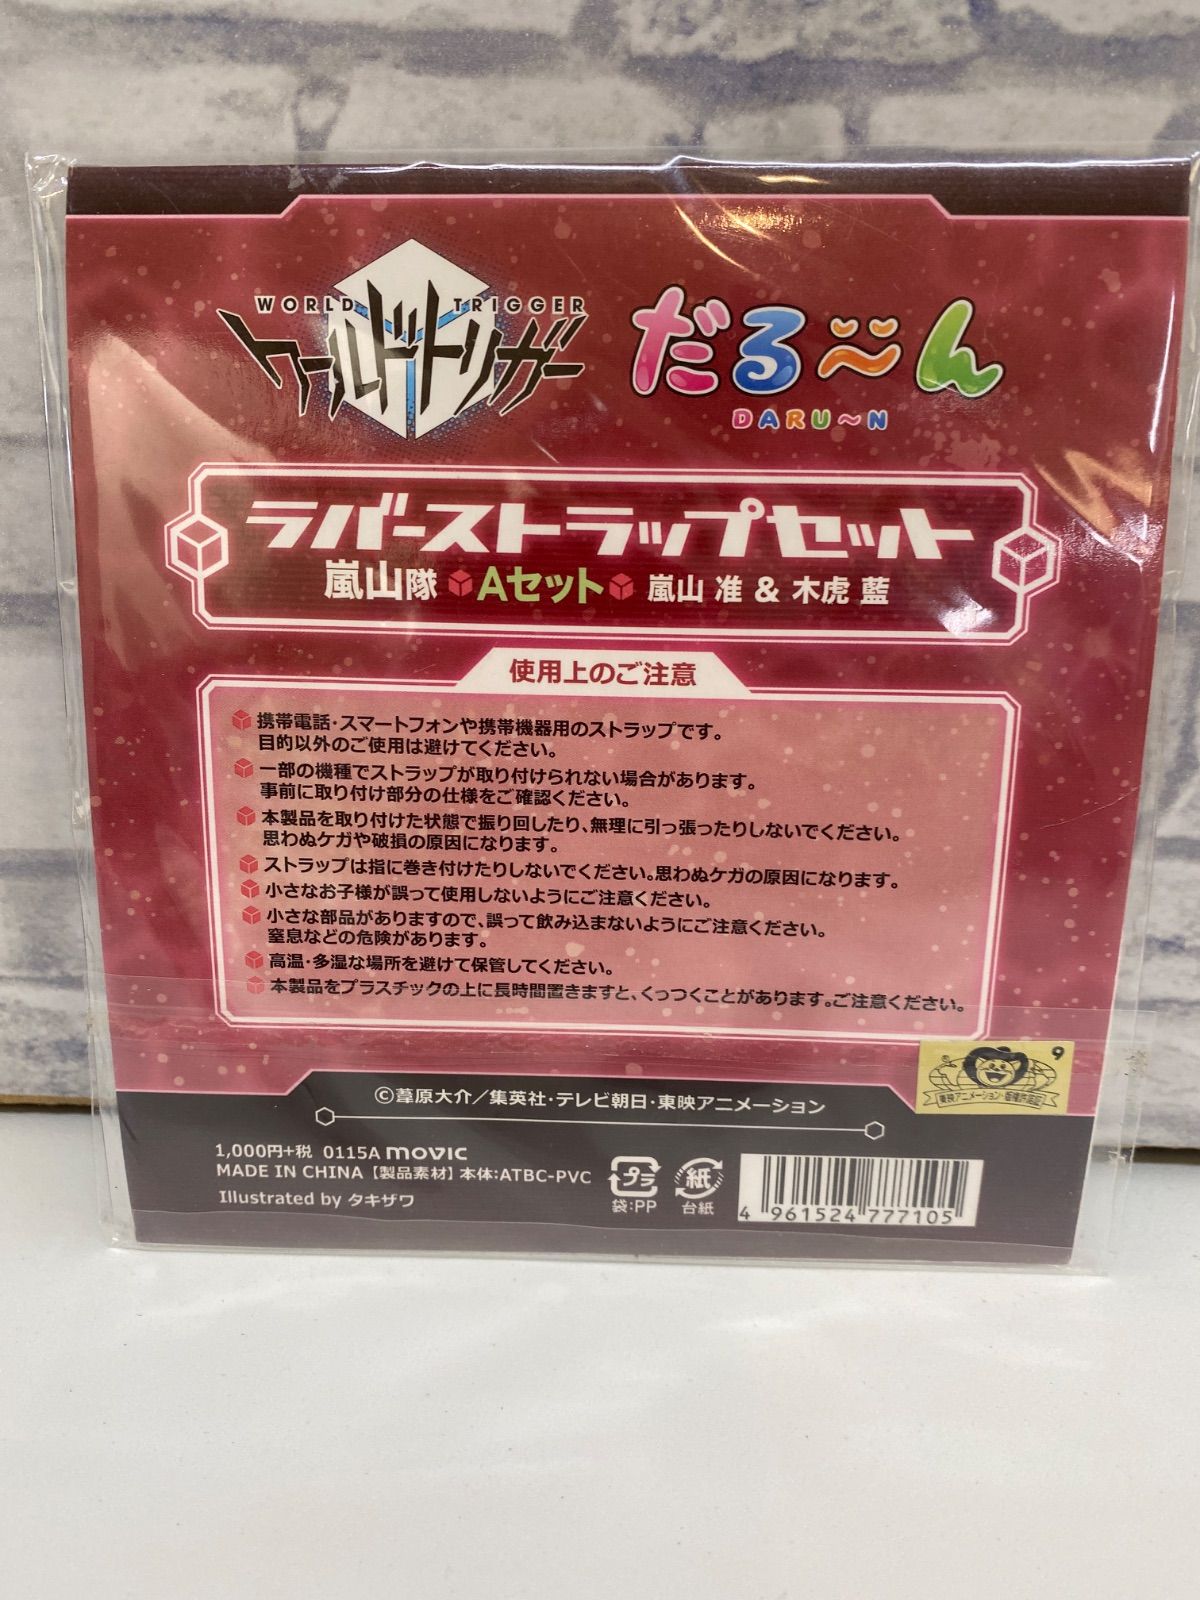 WORLD TRIGGER
ワールドトリガー
だる～ん
DARU～N
ラバーストラップセット
嵐山隊 Aセット 嵐山 准 & 木虎 藍
使用上のご注意
携帯電話・スマートフォンや携帯機器用のストラップです。
目的以外のご使用は避けてください。
一部の機種でストラップが取り付けられない場合があります。
事前に取り付け部分の仕様をご確認ください。
本製品を取り付けた状態で振り回したり、無理に引っ張ったりしないでください。
思わぬケガや破損の原因になります。
ストラップは指に巻き付けたりしないでください。思わぬケガの原因になります。
小さなお子様が誤って使用しないようにご注意ください。
小さな部品がありますので、誤って飲み込まないようにご注意ください。
窒息などの危険があります。
高温・多湿な場所を避けて保管してください。
本製品をプラスチックの上に長時間置きますと、くっつくことがあります。ご注意ください。
9
東映アニメーション・版権許諾証
©葦原大介／集英社・テレビ朝日・東映アニメーション
1,000円+税 0115A movic
MADE IN CHINA 【製品素材】本体:ATBC-PVC
Illustrated by タキザワ
プラ
袋:PP
紙
台紙
4 961524 777105